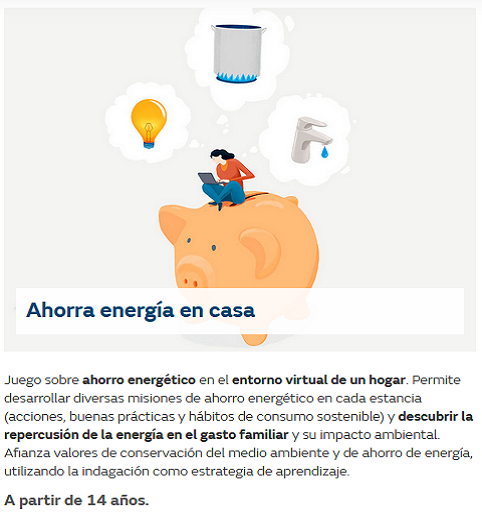 Ahorra energía en casa
Juego sobre ahorro energético en el entorno virtual de un hogar. Permite
desarrollar diversas misiones de ahorro energético en cada estancia
(acciones, buenas prácticas y hábitos de consumo sostenible) y descubrir la
repercusión de la energía en el gasto familiar y su impacto ambiental.
Afianza valores de conservación del medio ambiente y de ahorro de energía,
utilizando la indagación como estrategia de aprendizaje.
A partir de 14 años.